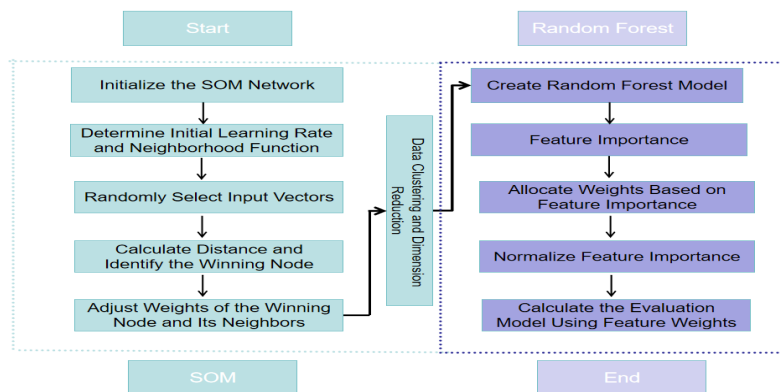 Start
Initialize the SOM Network
Determine Initial Learning Rate
and Neighborhood Function
Randomly Select Input Vectors
Calculate Distance and
Identify the Winning Node
Adjust Weights of the Winning
Node and Its Neighbors
SOM
Data Clustering and Dimension
Reduction
Random Forest
Create Random Forest Model
Feature Importance
Allocate Weights Based on
Feature Importance
Normalize Feature Importance
Calculate the Evaluation
Model Using Feature Weights
End